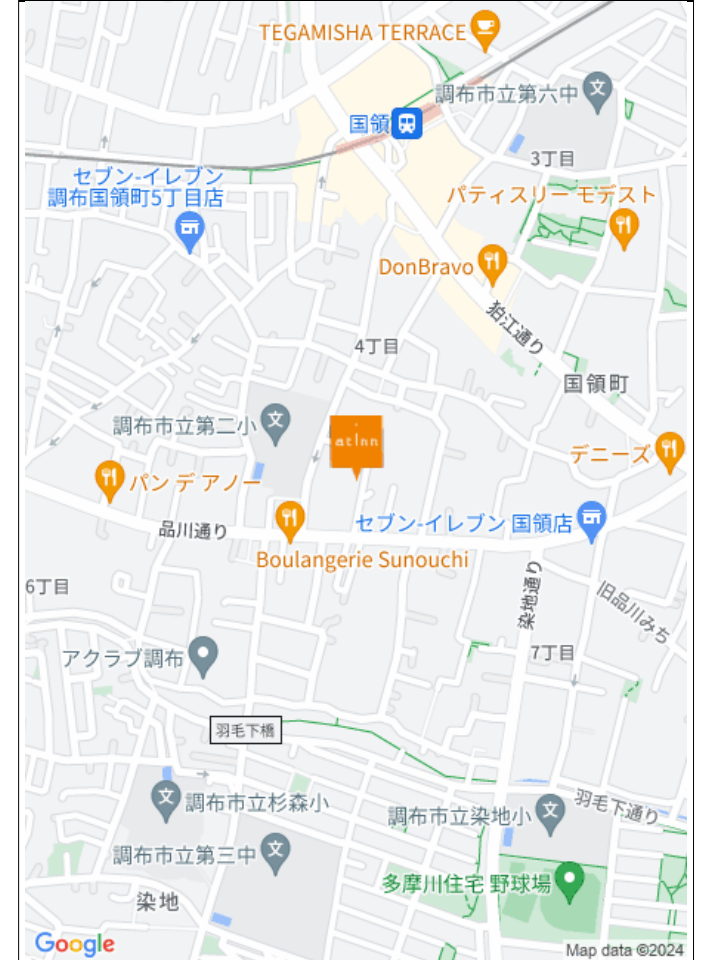 TEGAMISHA TERRACE
調布市立第六中
国領
3丁目
セブン-イレブン
調布国領町5丁目店
パティスリー モデスト
DonBravo
狛江通り
4丁目
国領町
調布市立第二小
atInn
デニーズ
パン デ アノー
セブン-イレブン 国領店
品川通り
Boulangerie Sunouchi
6丁目
染地通り
旧品川みち
アクラブ調布
7丁目
羽毛下橋
調布市立杉森小
羽毛下通り
調布市立染地小
調布市立第三中
多摩川住宅 野球場
染地
Google
Map data ©2024